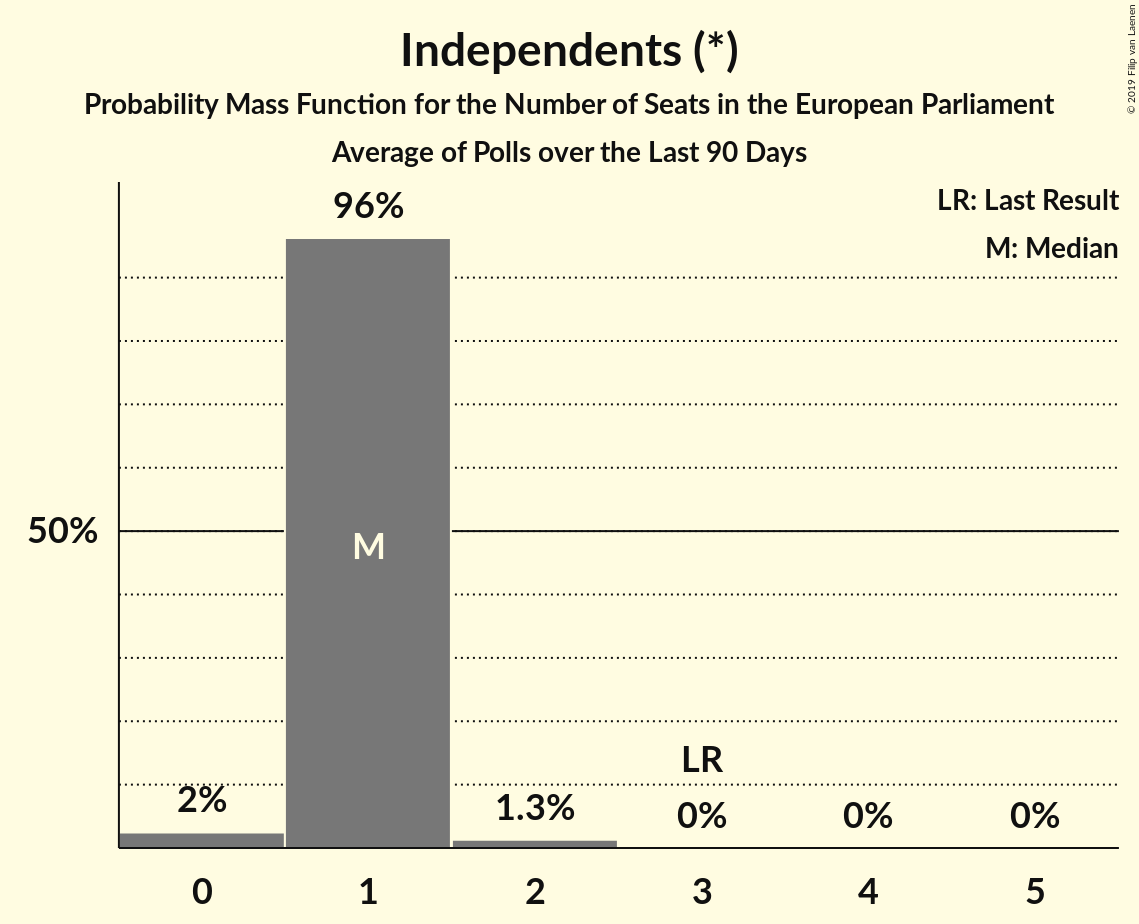 Independents (*)
Probability Mass Function for the Number of Seats in the European Parliament
Average of Polls over the Last 90 Days
© 2019 Filip van Laenen
LR: Last Result
M: Median
96%
50%
M
LR
2%
1.3%
0%
0%
0%
0
1
2
3
4
5